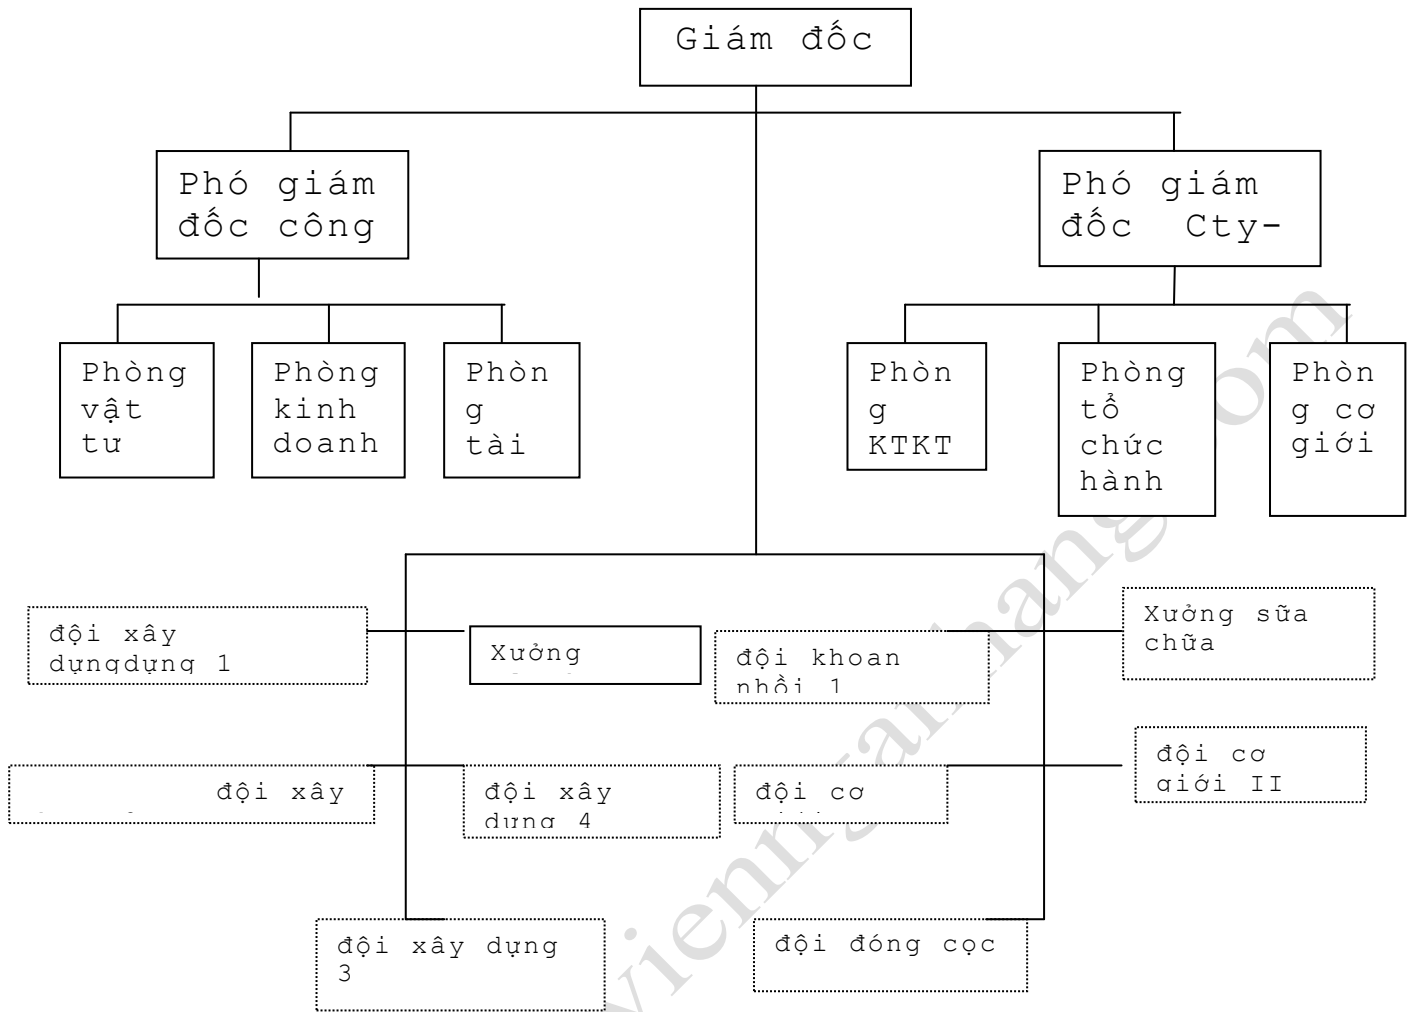 Giám đốc
Phó giám
đốc công
Phó giám
đốc Cty-
Phòng
vật
tư
Phòng
kinh
doanh
Phòn
g
tài
Phòn
g
KTKT
Phòng
tổ
chức
hành
Phòn
g cơ
giới
đội xây
dựngdựng 1
Xưởng
đội khoan
nhồi 1
Xưởng sữa
chữa
đội xây
đội xây
dựng 4
đội cơ
đội cơ
giới II
đội xây dựng
3
đội đóng cọc